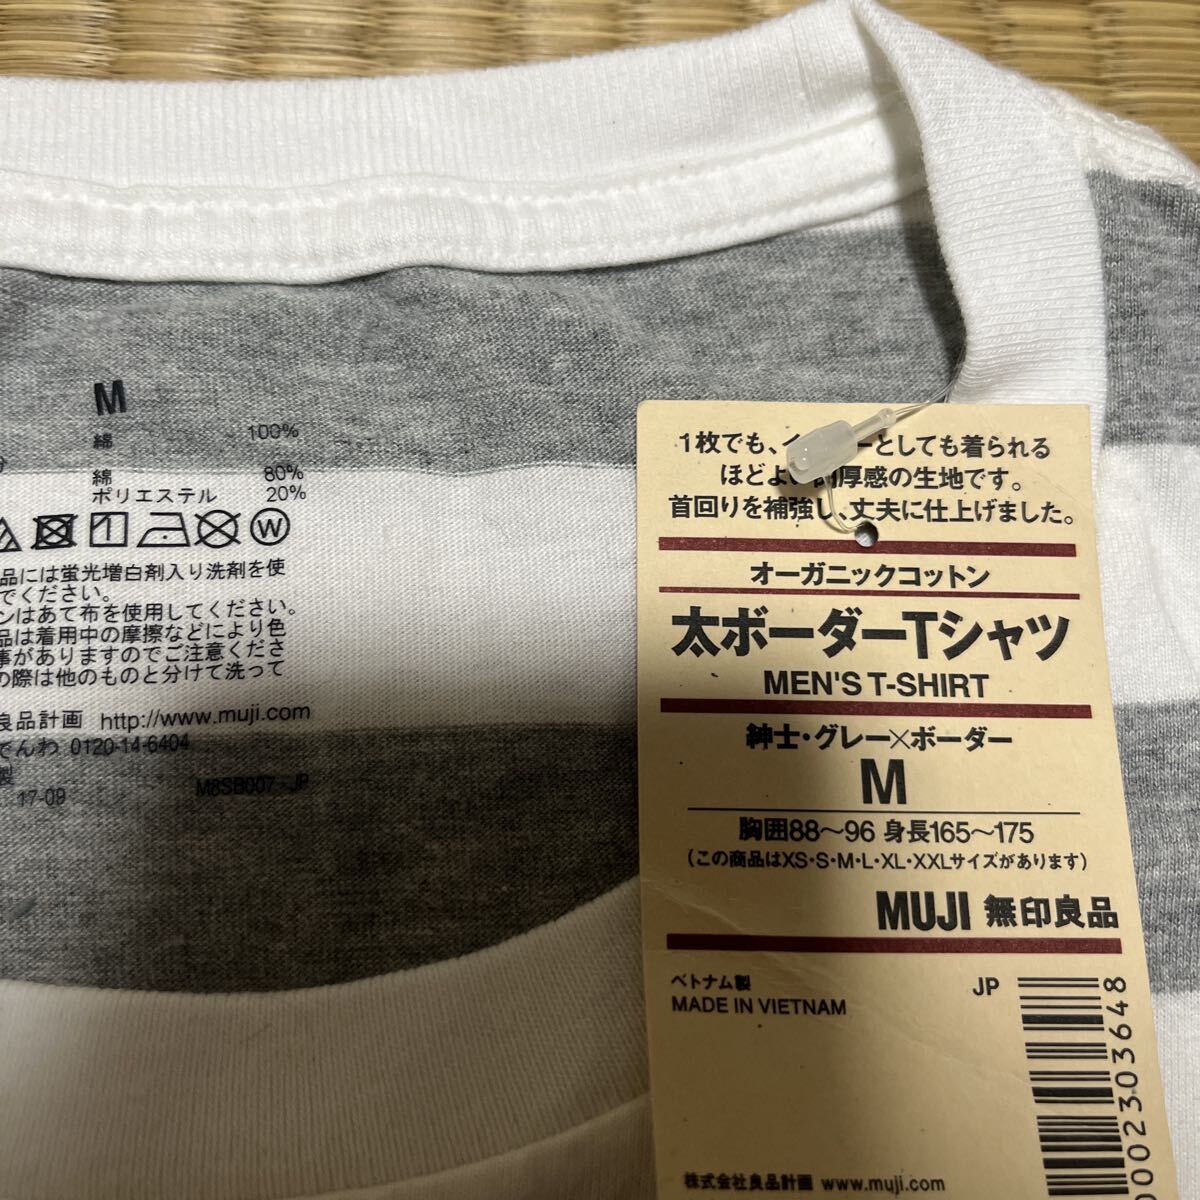 M
綿 100%
綿 80%
ポリエステル 20%
1 W
品には蛍光増白剤入り洗剤を使
でください。
ンはあて布を使用してください。
品は着用中の摩擦などにより色
事がありますのでご注意くださ
の際は他のものと分けて洗って
良品計画 http://www.muji.com
でんわ 0120-14-6404
製
17-09 M8SB007 JP
1枚でも、イ ーとしても着られる
ほどよい 厚感の生地です。
首回りを補強し、丈夫に仕上げました。
オーガニックコットン
太ボーダーTシャツ
MEN'S T-SHIRT
紳士・グレー×ボーダー
M
胸囲88〜96 身長165〜175
(この商品はXS・S・M・L・XL・XXLサイズがあります)
MUJI 無印良品
ベトナム製
MADE IN VIETNAM
JP
0002303648
株式会社良品計画 www.muji.com